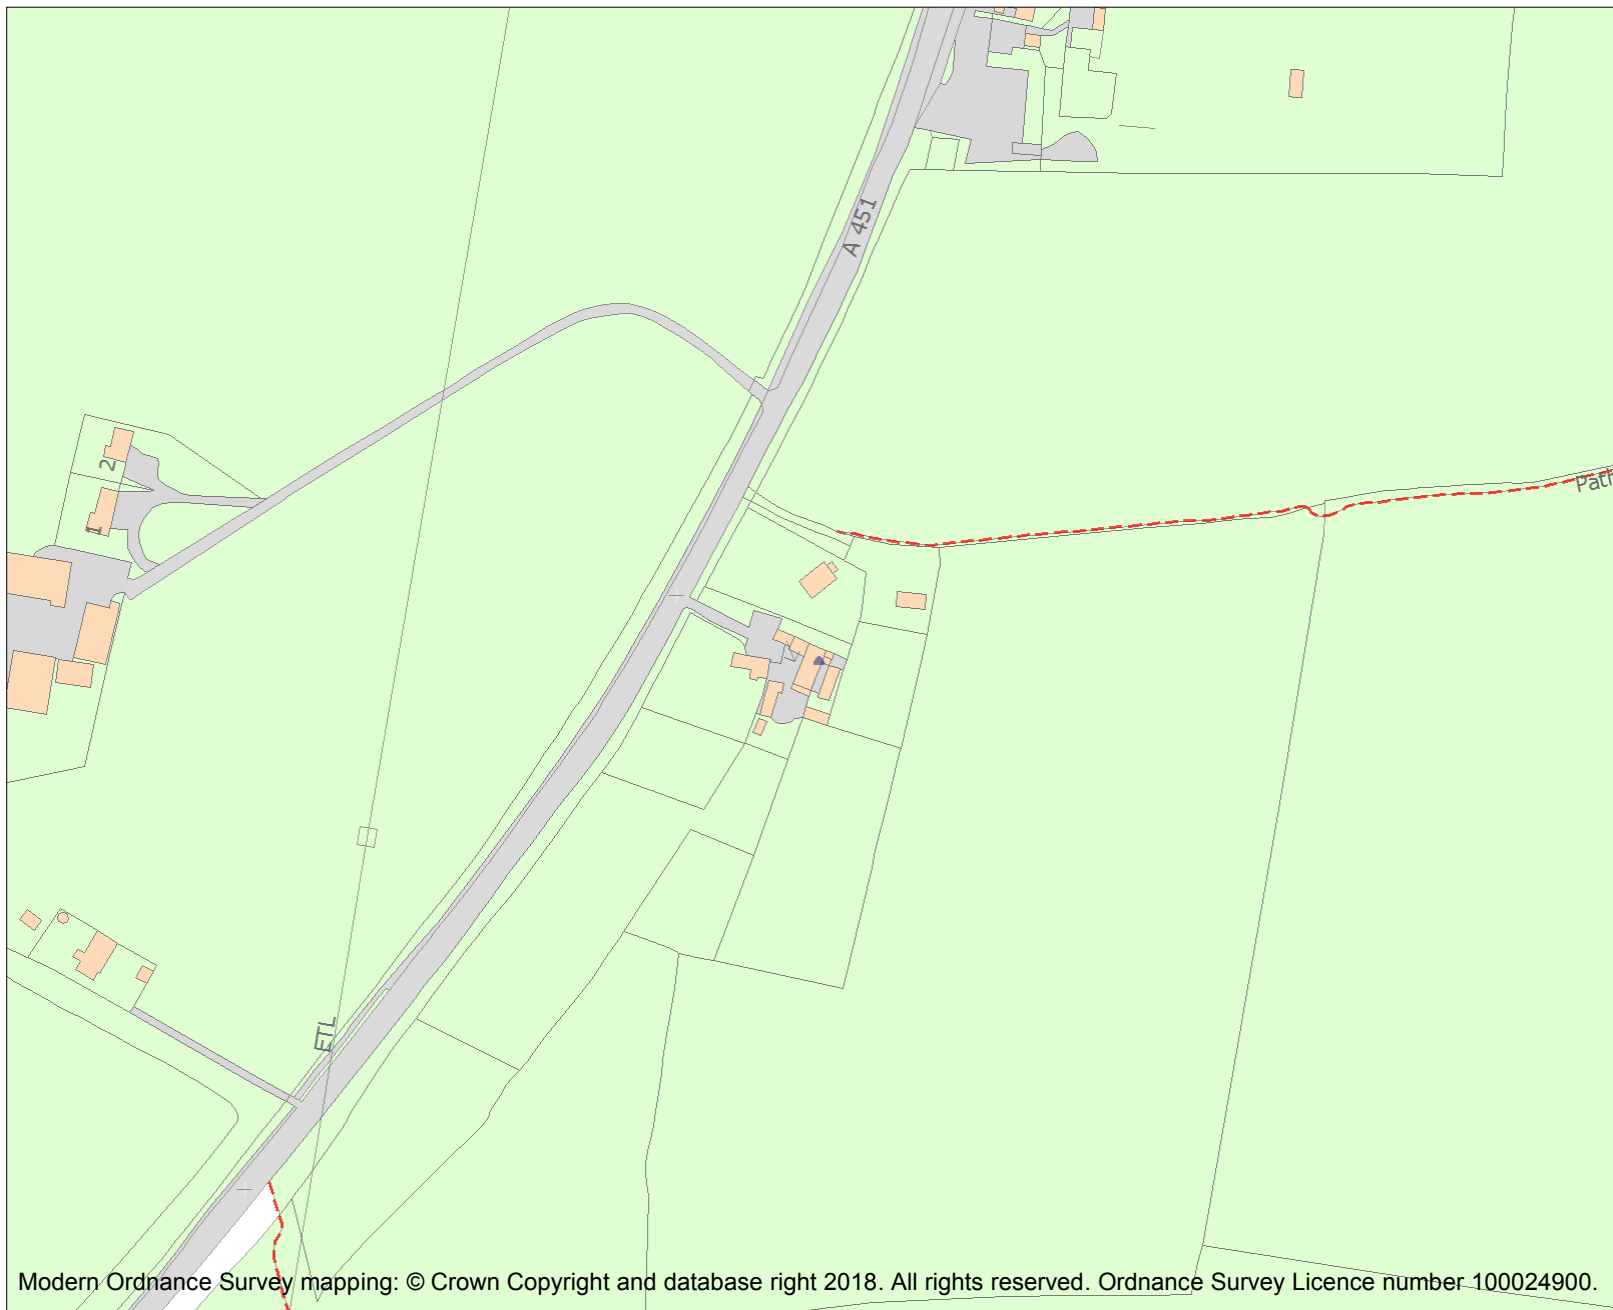 A 451
Path
2
1
ETL
Modern Ordnance Survey mapping: © Crown Copyright and database right 2018. All rights reserved. Ordnance Survey Licence number 100024900.